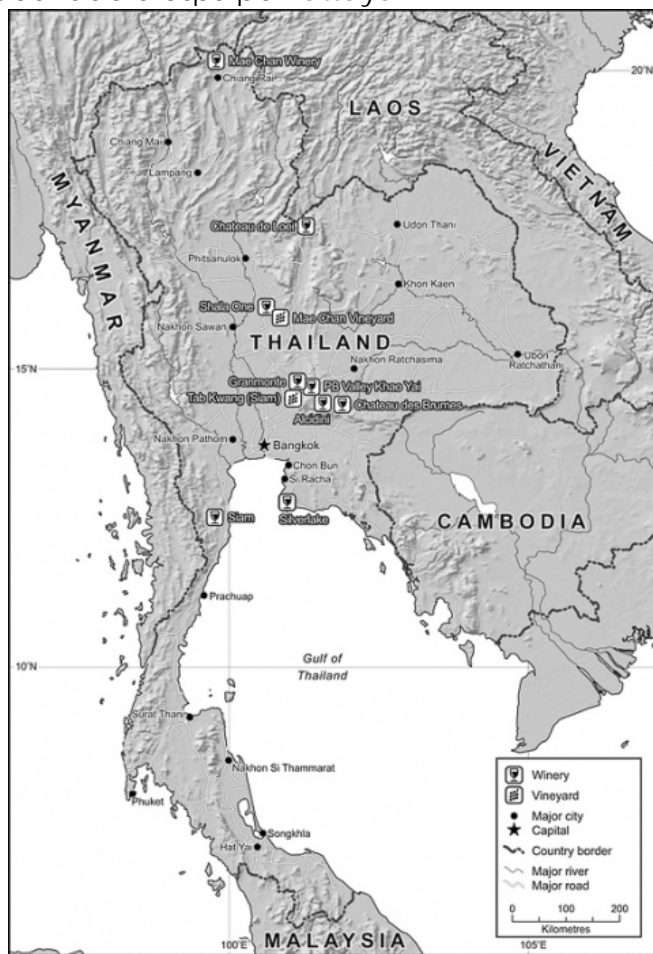 Mae Chan Winery
20°N
Chiang Rai
LAOS
Chiang Mai
VIETNAM
Lampang
MYANMAR
Chateau de Loei
Udon Thani
Phitsanulok
Khon Kaen
Shala One
Mae Chan Vineyard
Nakhon Sawan
THAILAND
Ubon
Ratchathani
15°N
Nakhon Ratchasima
Granmonte
PB Valley Khao Yai
Tab Kwang (Siam)
Chateau des Brumes
Alcidini
Nakhon Pathom
Bangkok
Chon Buri
Si Racha
Siam
Silverlake
CAMBODIA
Prachuap
10°N
Gulf of
Thailand
Surat Thani
Nakhon Si Thammarat
Phuket
Songkhla
Hat Yai
Winery
Vineyard
Major city
Capital
Country border
Major river
Major road
0 100 200
Kilometres
100°E
MALAYSIA
105°E